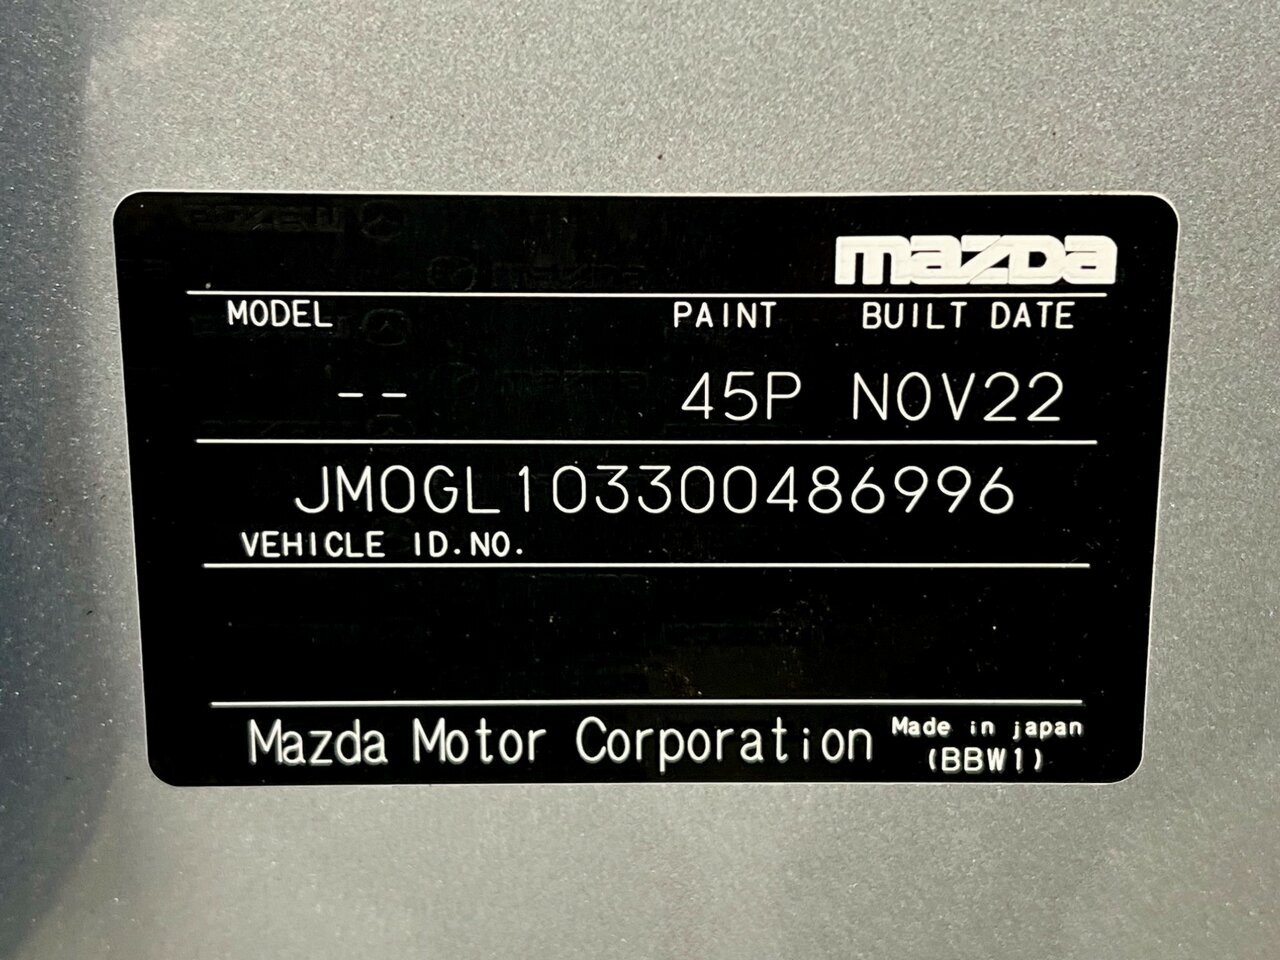 mazda
MODEL PAINT BUILT DATE
-- 45P NOV22
JM0GL103300486996
VEHICLE ID.NO.
Mazda Motor Corporation Made in japan
(BBW1)